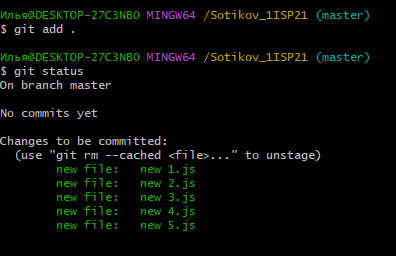 Илья@DESKTOP-27C3NBO MINGW64 /Sotikov_1ISP21 (master)
$ git add .
Илья@DESKTOP-27C3NBO MINGW64 /Sotikov_1ISP21 (master)
$ git status
On branch master
No commits yet
Changes to be committed:
(use "git rm --cached <file>..." to unstage)
new file: new 1.js
new file: new 2.js
new file: new 3.js
new file: new 4.js
new file: new 5.js